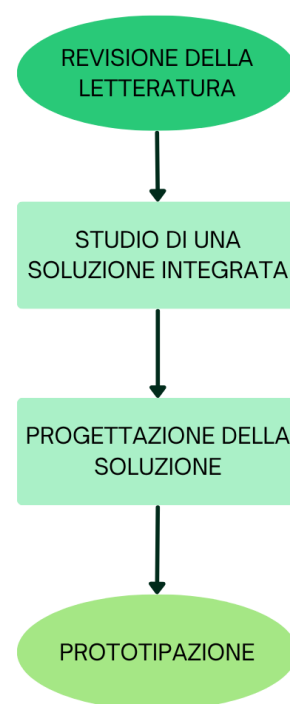 REVISIONE DELLA
LETTERATURA
STUDIO DI UNA
SOLUZIONE INTEGRATA
PROGETTAZIONE DELLA
SOLUZIONE
PROTOTIPAZIONE